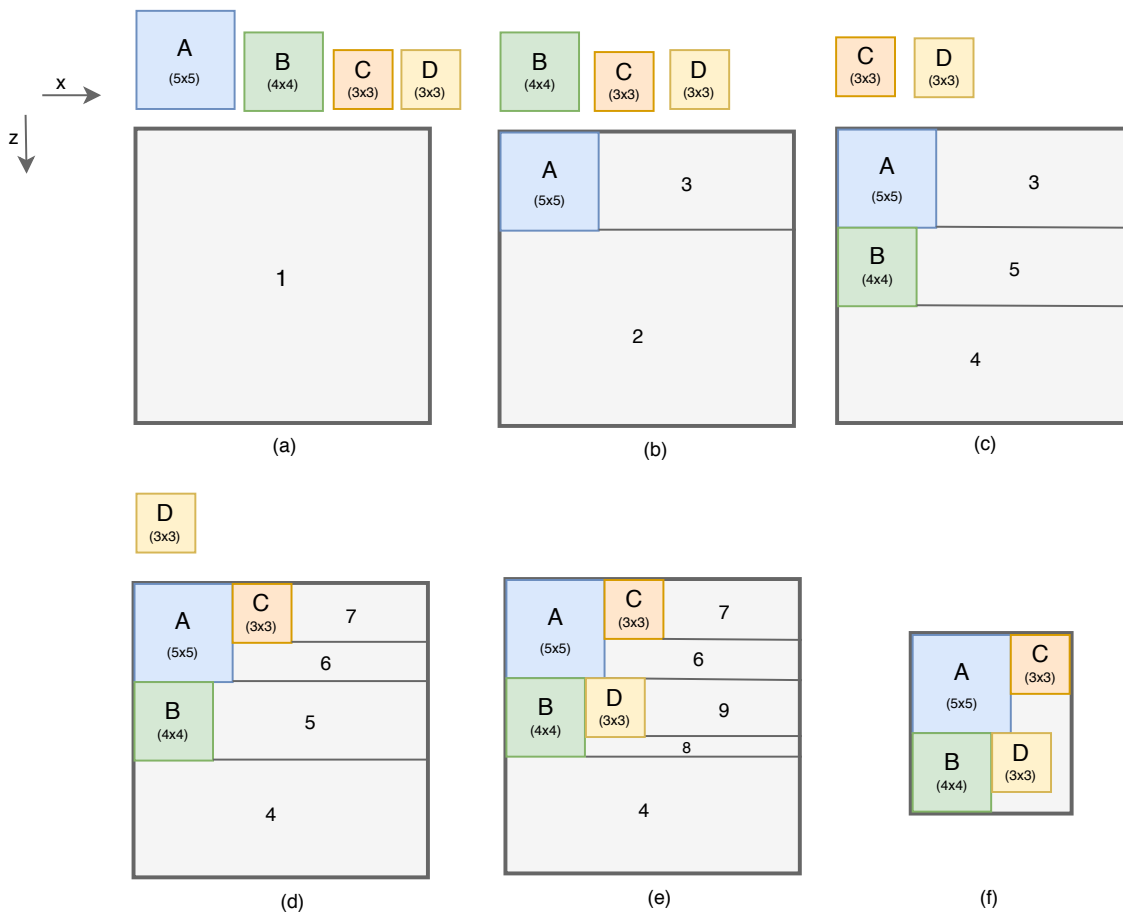 A
(5x5)
B
(4x4)
C
(3x3)
D
(3x3)
x
z
1
(a)
B
(4x4)
C
(3x3)
D
(3x3)
A
(5x5)
3
2
(b)
C
(3x3)
D
(3x3)
A
(5x5)
3
B
(4x4)
5
4
(c)
D
(3x3)
A
(5x5)
C
(3x3)
7
6
B
(4x4)
5
4
(d)
A
(5x5)
C
(3x3)
7
6
B
(4x4)
D
(3x3)
9
8
4
(e)
A
(5x5)
C
(3x3)
B
(4x4)
D
(3x3)
(f)